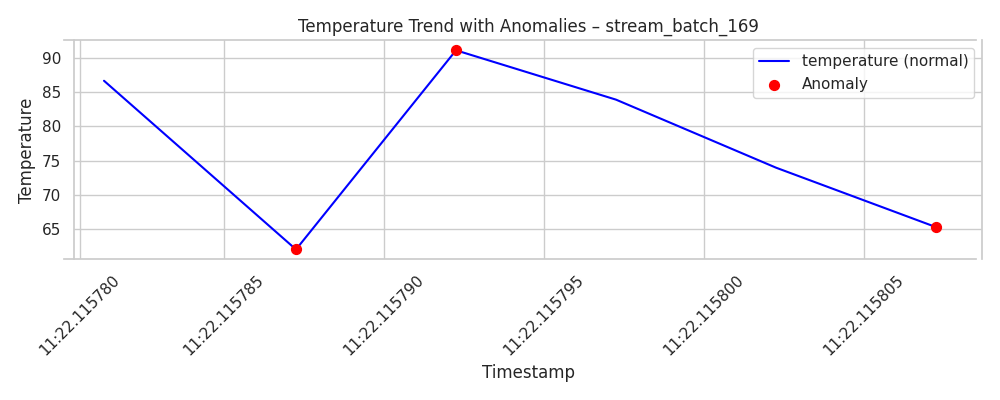 Temperature Trend with Anomalies – stream_batch_169
temperature (normal)
Anomaly
Temperature
90
85
80
75
70
65
11:22.115780
11:22.115785
11:22.115790
11:22.115795
11:22.115800
11:22.115805
Timestamp